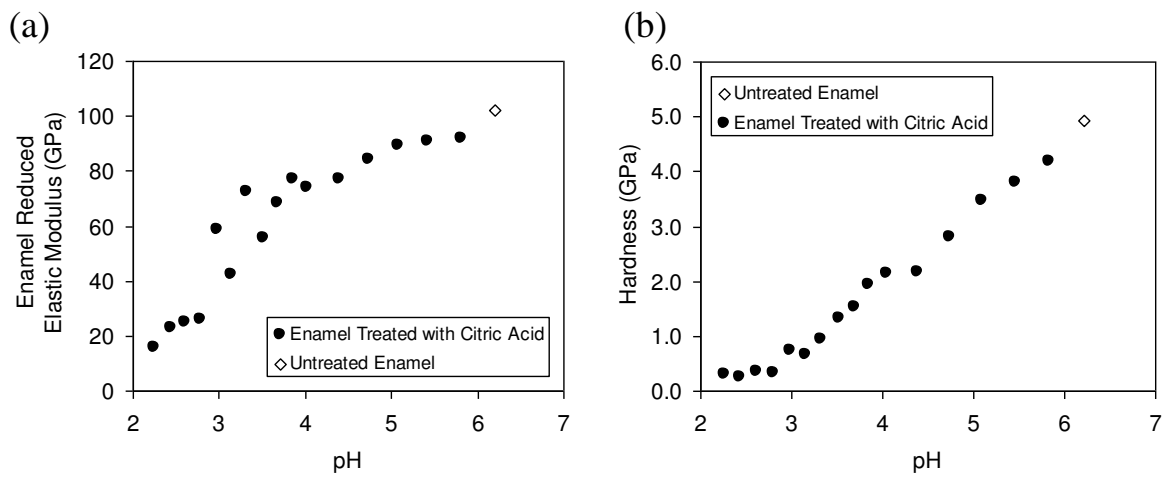 (a)
120
100
80
60
40
20
0
Enamel Reduced
Elastic Modulus (GPa)
Enamel Treated with Citric Acid
Untreated Enamel
2 3 4 5 6 7
pH
(b)
6.0
5.0
4.0
3.0
2.0
1.0
0.0
Hardness (GPa)
Untreated Enamel
Enamel Treated with Citric Acid
2 3 4 5 6 7
pH